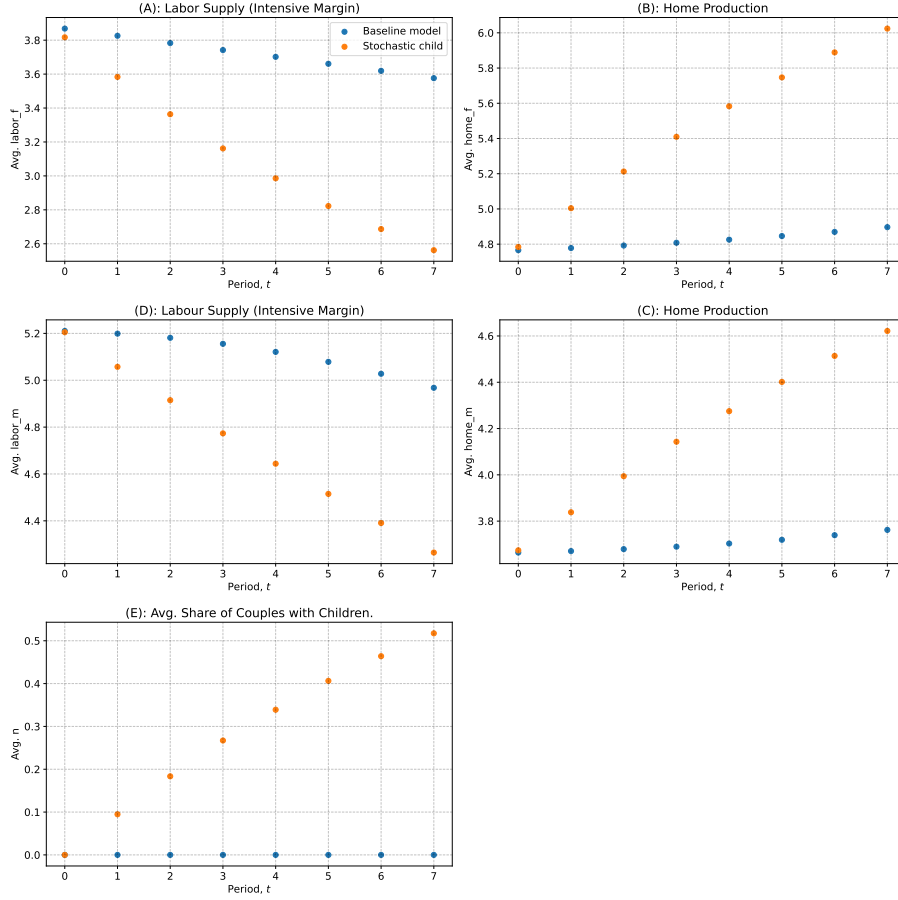 (A): Labor Supply (Intensive Margin)
Baseline model
Stochastic child
Avg. labor_f
3.8
3.6
3.4
3.2
3.0
2.8
2.6
0 1 2 3 4 5 6 7
Period, t
(B): Home Production
Avg. home_f
6.0
5.8
5.6
5.4
5.2
5.0
4.8
0 1 2 3 4 5 6 7
Period, t
(D): Labour Supply (Intensive Margin)
Avg. labor_m
5.2
5.0
4.8
4.6
4.4
0 1 2 3 4 5 6 7
Period, t
(C): Home Production
Avg. home_m
4.6
4.4
4.2
4.0
3.8
0 1 2 3 4 5 6 7
Period, t
(E): Avg. Share of Couples with Children.
Avg. n
0.5
0.4
0.3
0.2
0.1
0.0
0 1 2 3 4 5 6 7
Period, t